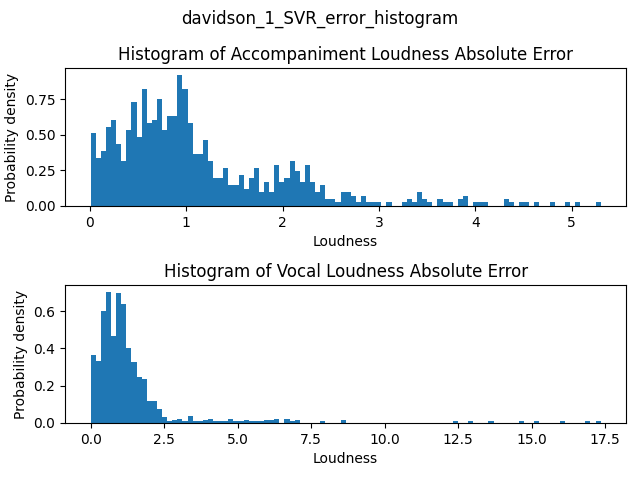 davidson_1_SVR_error_histogram
Histogram of Accompaniment Loudness Absolute Error
Probability density
0.75
0.50
0.25
0.00
0 1 2 3 4 5
Loudness
Histogram of Vocal Loudness Absolute Error
Probability density
0.6
0.4
0.2
0.0
0.0 2.5 5.0 7.5 10.0 12.5 15.0 17.5
Loudness